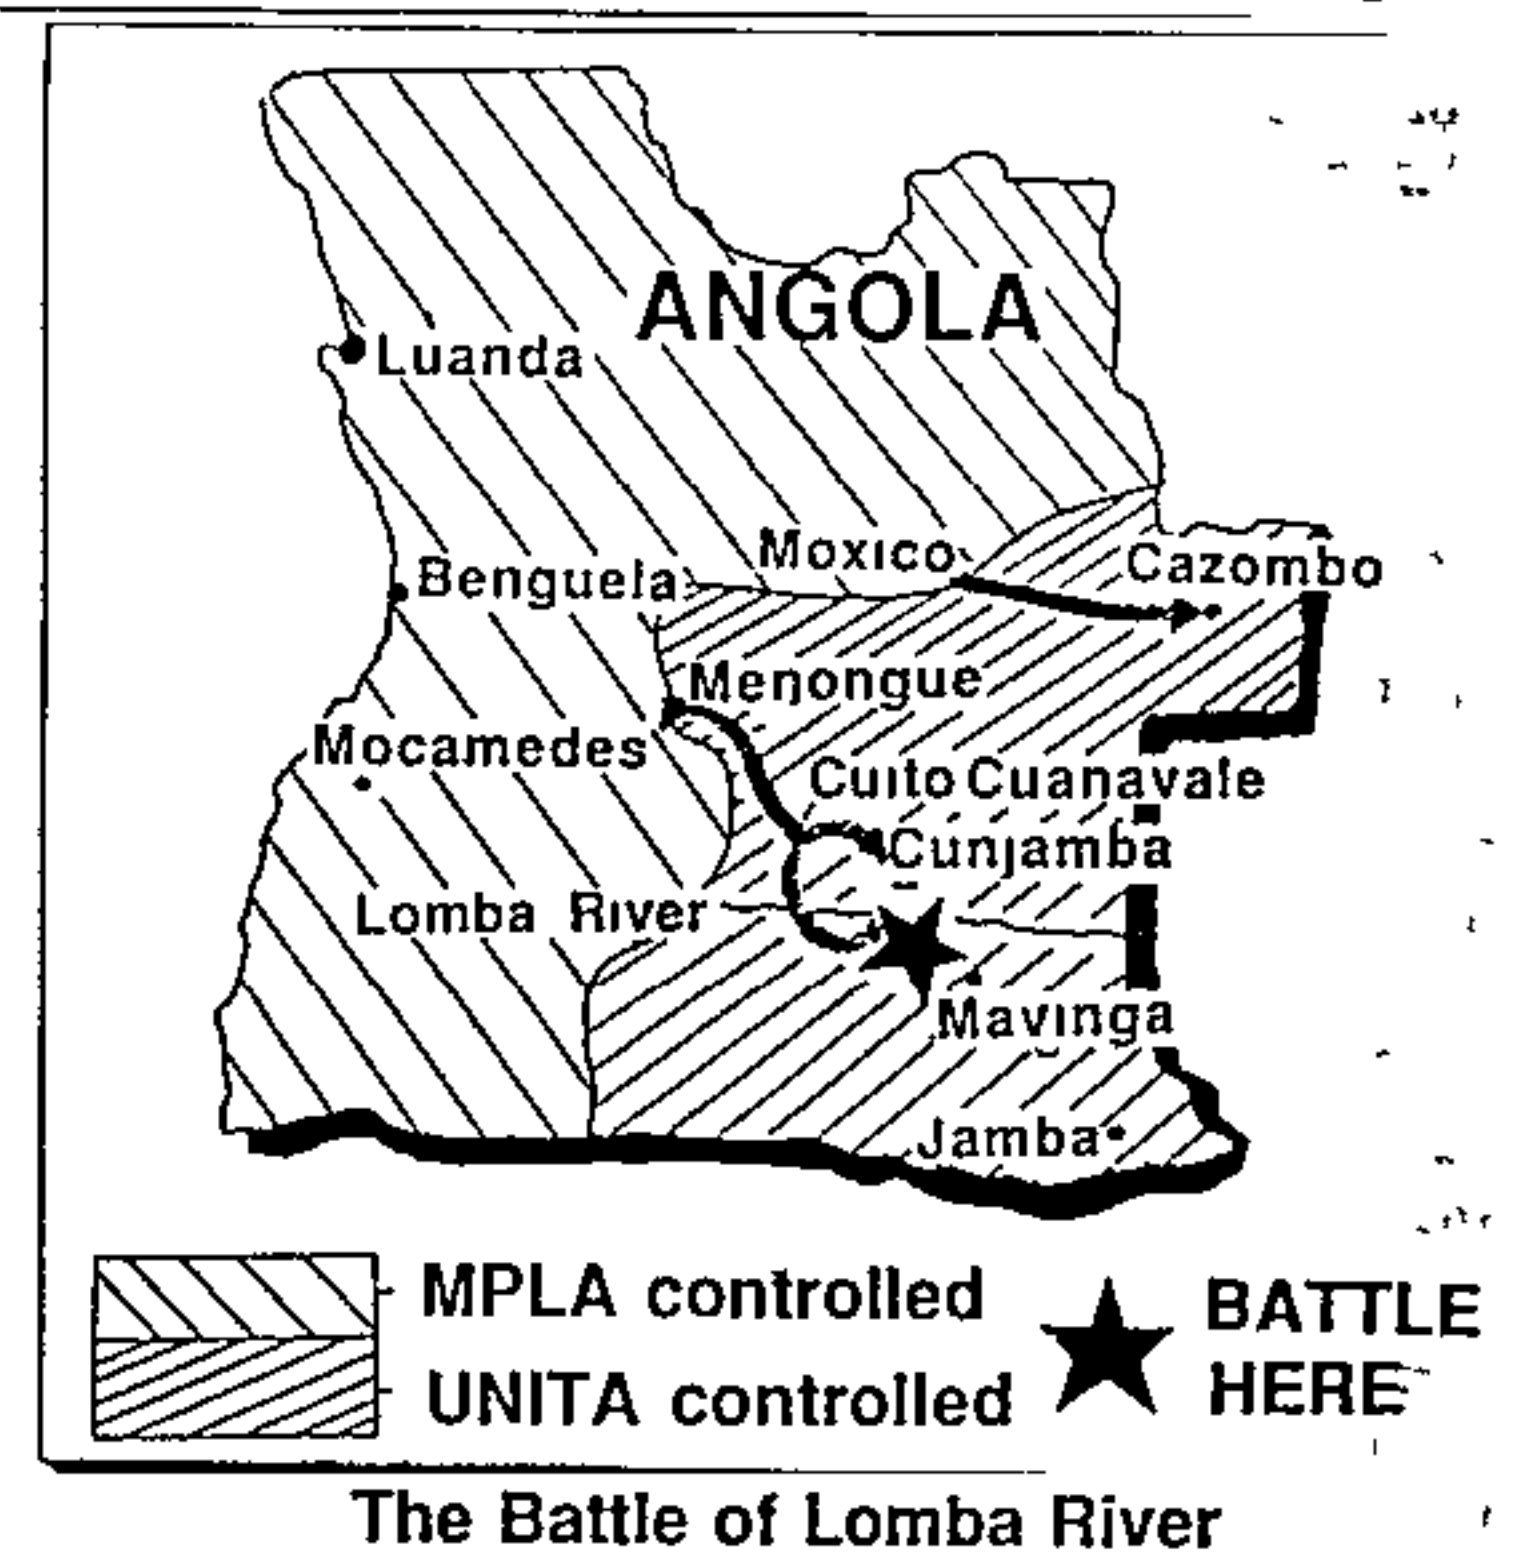 ANGOLA
Luanda
Moxico
Cazombo
Benguela
Menongue
Mocamedes
Cuito Cuanavale
Cunjamba
Lomba River
Mavinga
Jamba
MPLA controlled
UNITA controlled
BATTLE
HERE
The Battle of Lomba River